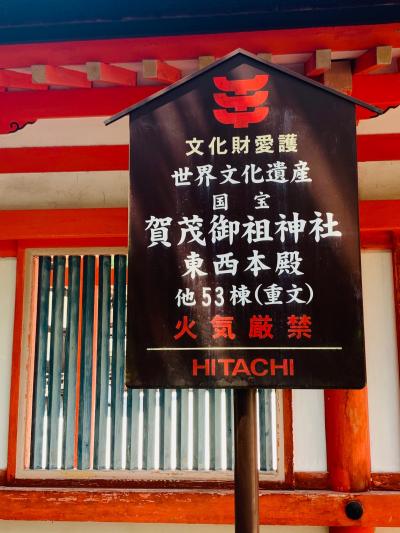 文化財愛護
世界文化遺産
国宝
賀茂御祖神社
東西本殿
他53棟(重文)
火気厳禁
HITACHI